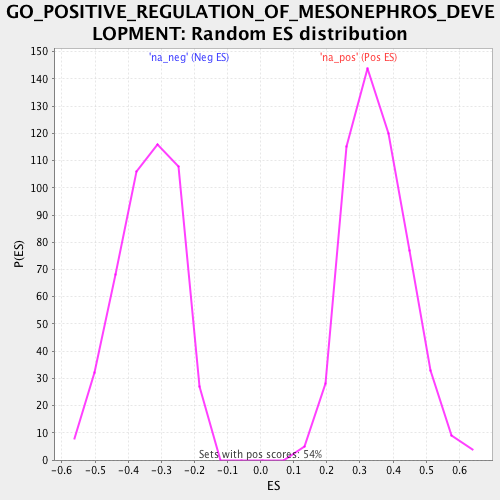 GO_POSITIVE_REGULATION_OF_MESONEPHROS_DEVE
LOPMENT: Random ES distribution
'na_neg' (Neg ES) 'na_pos' (Pos ES)
150
140
130
120
110
100
90
80
70
60
50
40
30
20
10
0
P(ES)
Sets with pos scores: 54%
-0.6 -0.5 -0.4 -0.3 -0.2 -0.1 0.0 0.1 0.2 0.3 0.4 0.5 0.6
ES